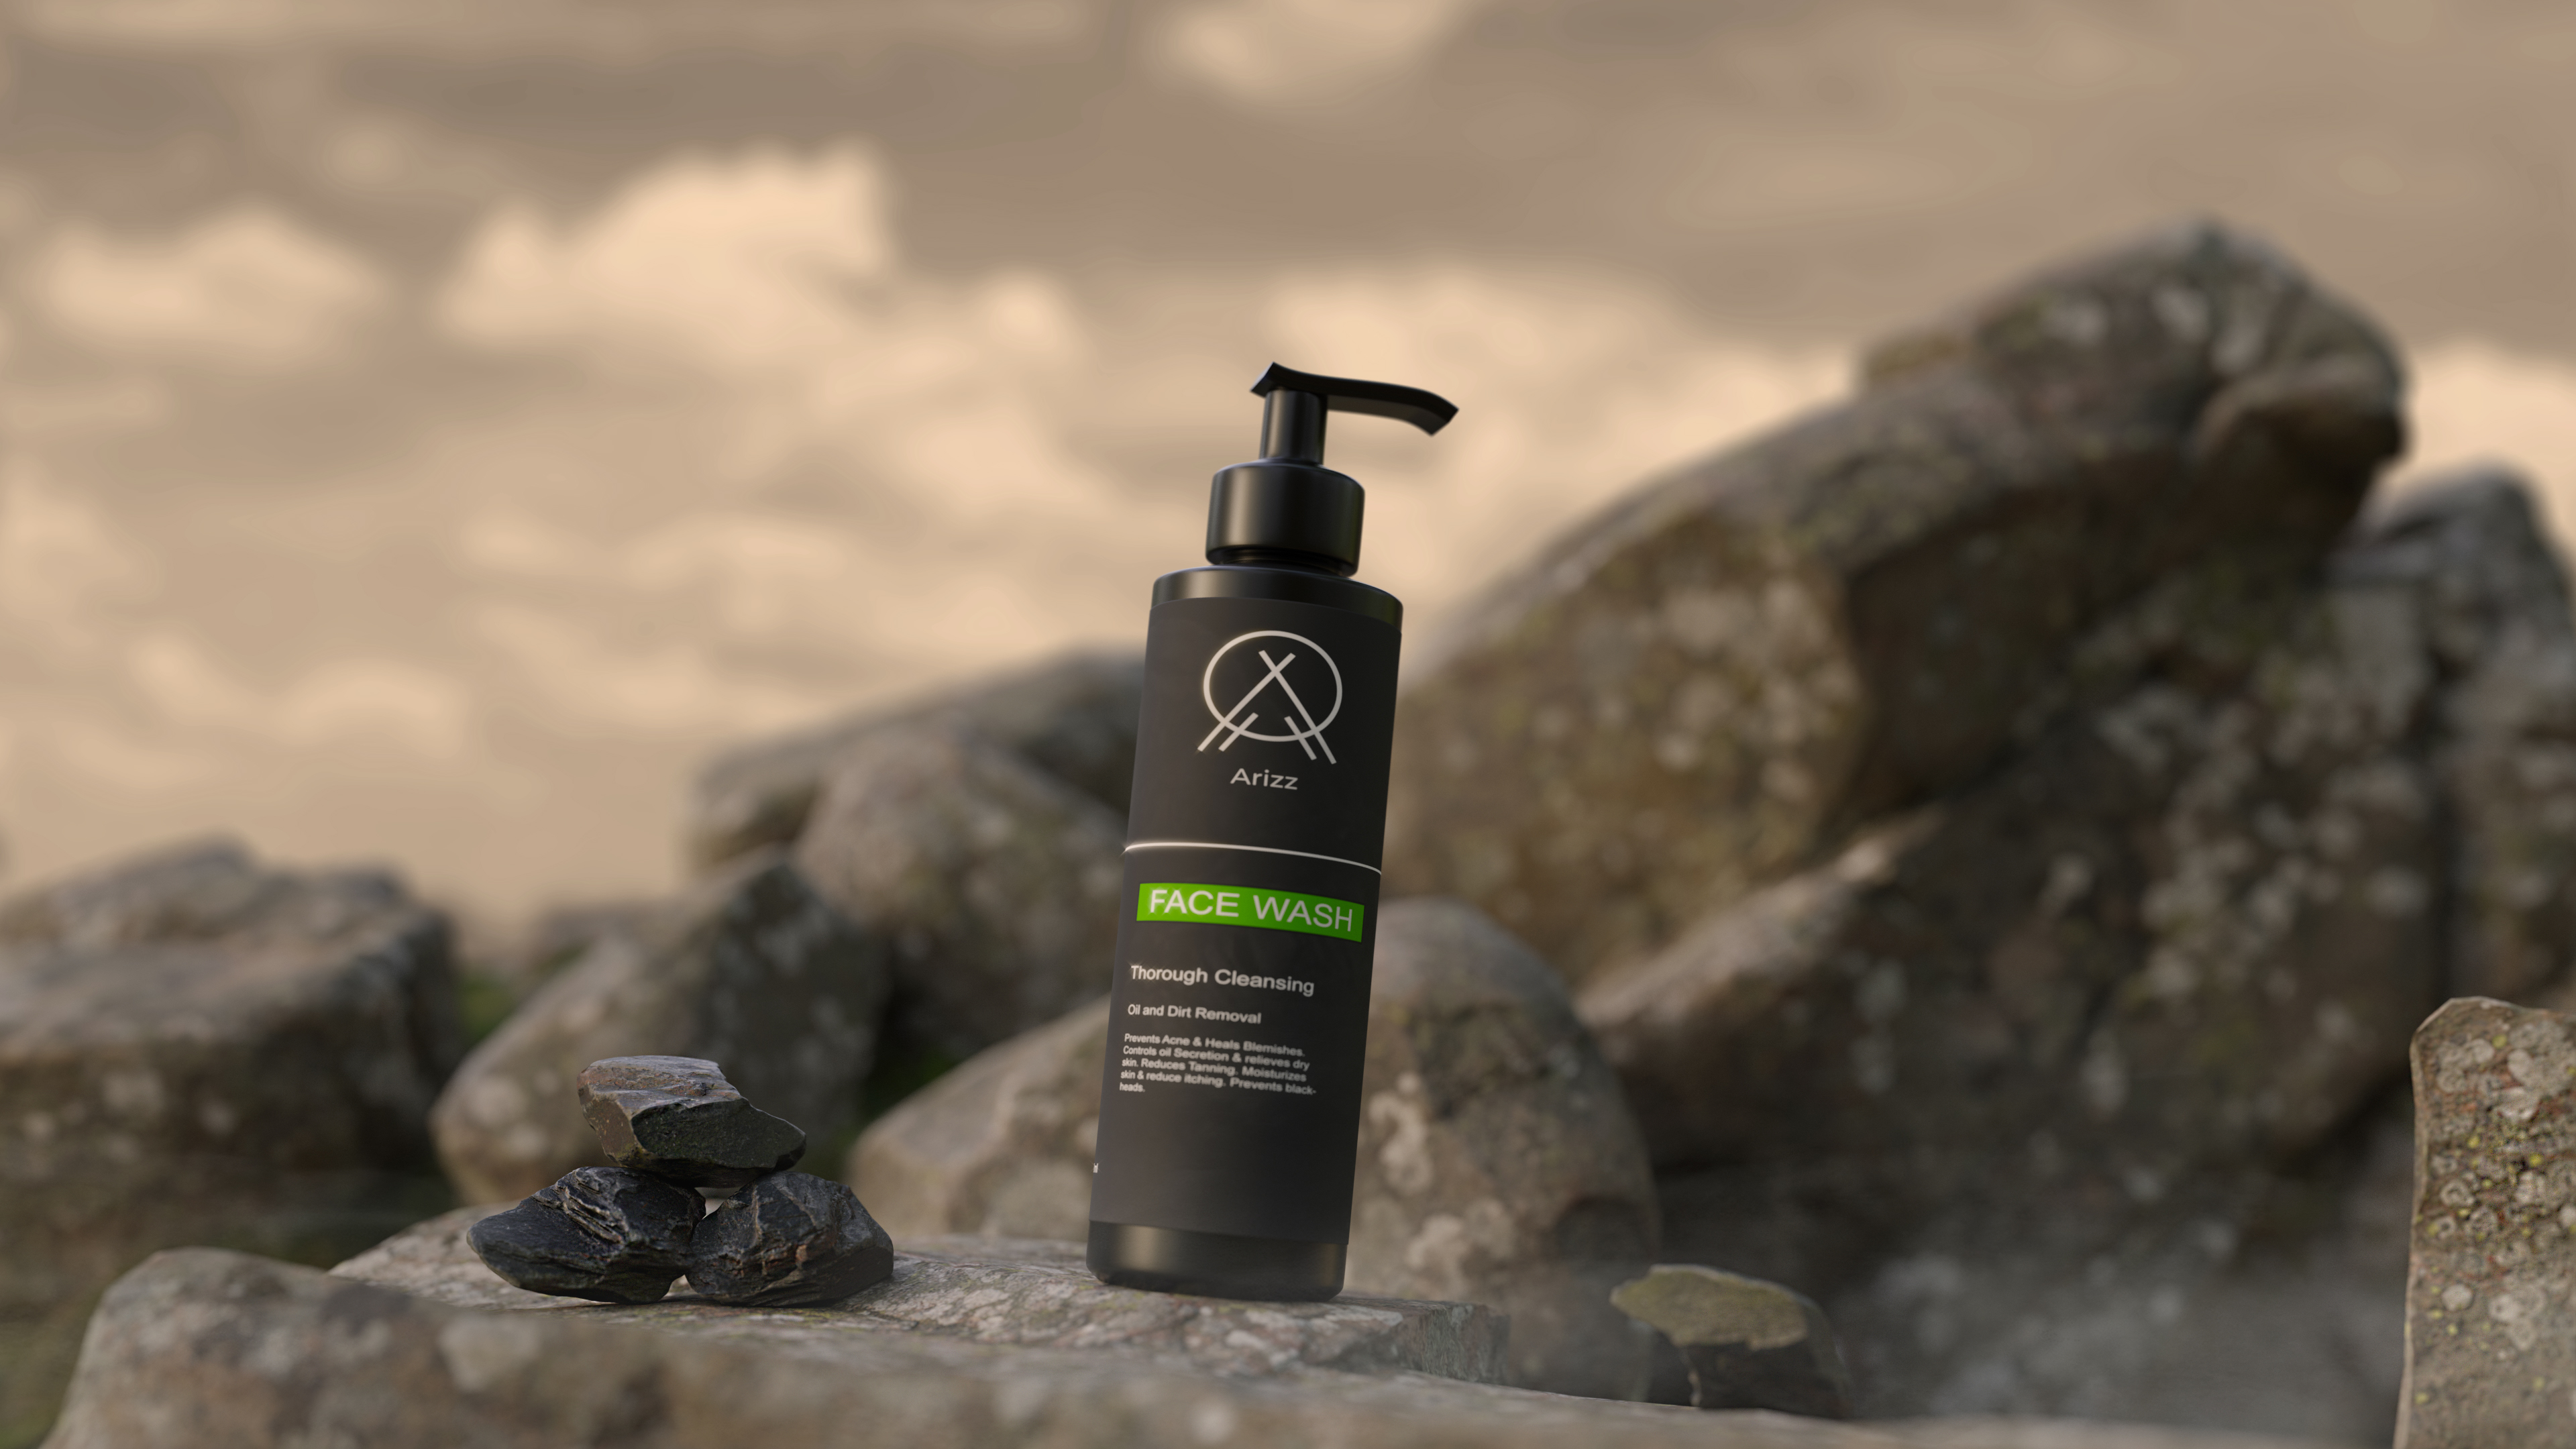 Arizz
FACE WASH
Thorough Cleansing
Oil and Dirt Removal
Prevents Acne & Heals Blemishes.
Controls oil Secretion & relieves dry
skin. Reduces Tanning. Moisturizes
skin & reduce itching. Prevents black-
heads.